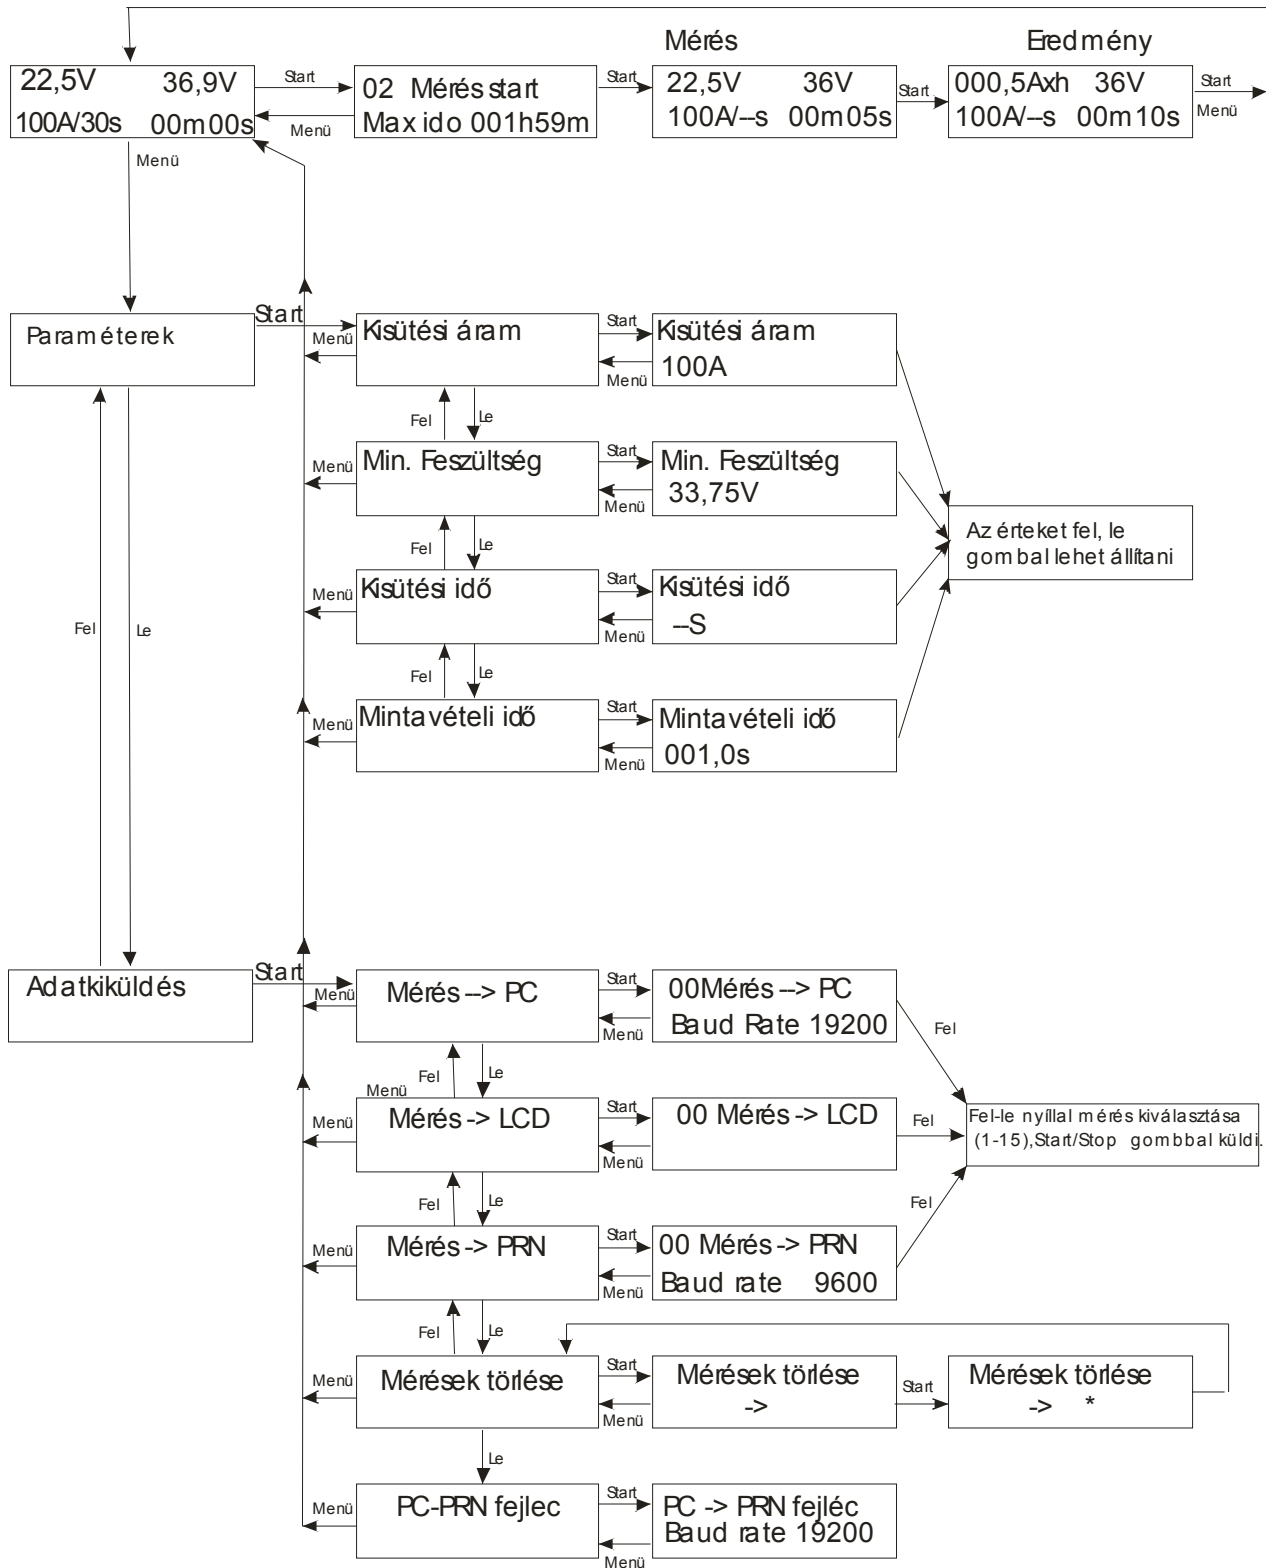 Mérés
Eredmény
22,5V 36,9V
100A/30s 00m00s
Start
Menü
02 Mérés start
Max ido 001h59m
Start
22,5V 36V
100A/--s 00m05s
Start
000,5Axh 36V
100A/--s 00m10s
Start
Menü
Menü
Paraméterek
Start
Menü
Kisütési áram
Start
Menü
Kisütési áram
100A
Fel
Le
Menü
Min. Feszültség
Start
Menü
Min. Feszültség
33,75V
Az érteket fel, le
gombal lehet állítani
Fel
Le
Menü
Kisütési idő
Start
Menü
Kisütési idő
--S
Fel
Le
Fel
Le
Menü
Mintavételi idő
Start
Menü
Mintavételi idő
001,0s
Adatkiküldés
Start
Menü
Mérés --> PC
Start
Menü
00Mérés --> PC
Baud Rate 19200
Fel
Fel
Le
Menü
Menü
Mérés -> LCD
Start
Menü
00 Mérés -> LCD
Fel
Fel-le nyíllal mérés kiválasztása
(1-15),Start/Stop gombbal küldi.
Fel
Le
Fel
Menü
Mérés -> PRN
Start
Menü
00 Mérés -> PRN
Baud rate 9600
Fel
Le
Menü
Mérések törlése
Start
Menü
Mérések törlése
->
Start
Mérések törlése
-> *
Le
Menü
PC-PRN fejlec
Start
Menü
PC -> PRN fejléc
Baud rate 19200